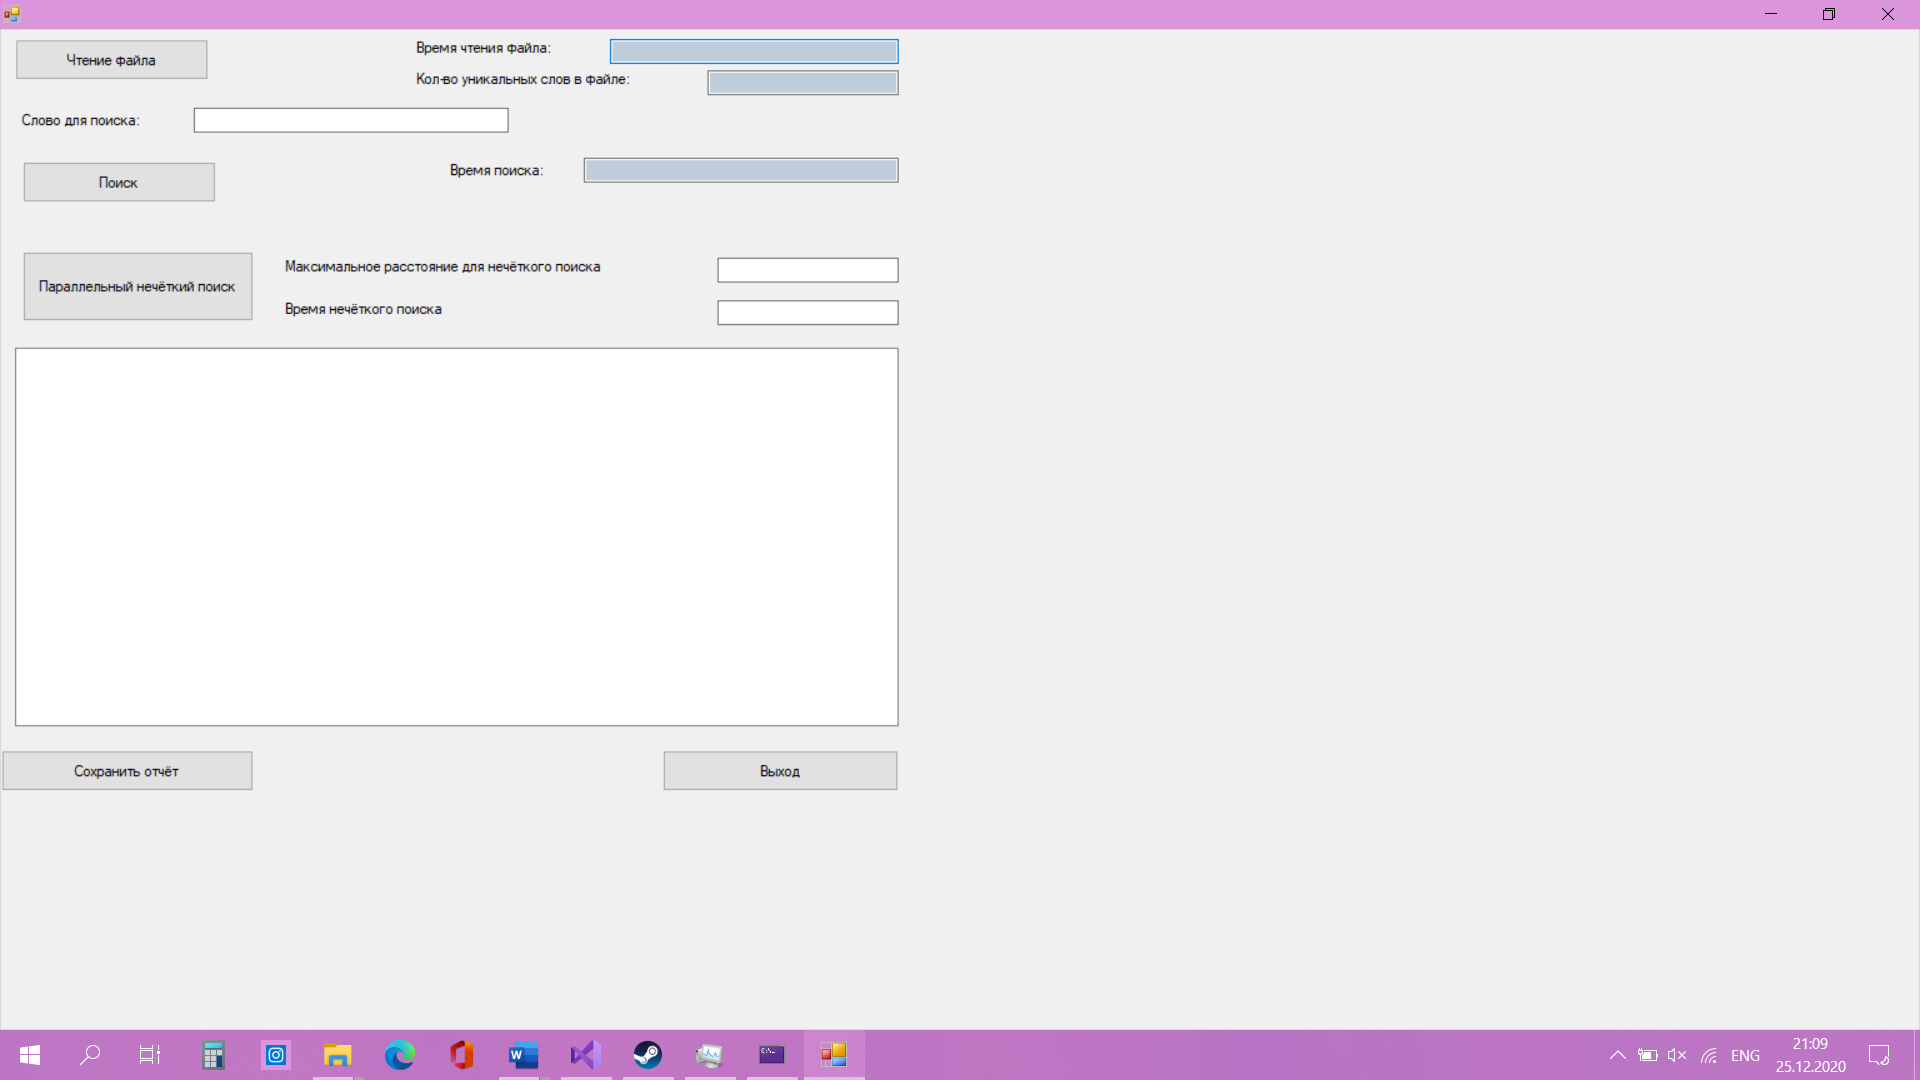 Чтение файла
Время чтения файла:
Кол-во уникальных слов в файле:
Слово для поиска:
Поиск
Время поиска:
Параллельный нечёткий поиск
Максимальное расстояние для нечёткого поиска
Время нечёткого поиска
Сохранить отчёт
Выход
ENG
21:09
25.12.2020